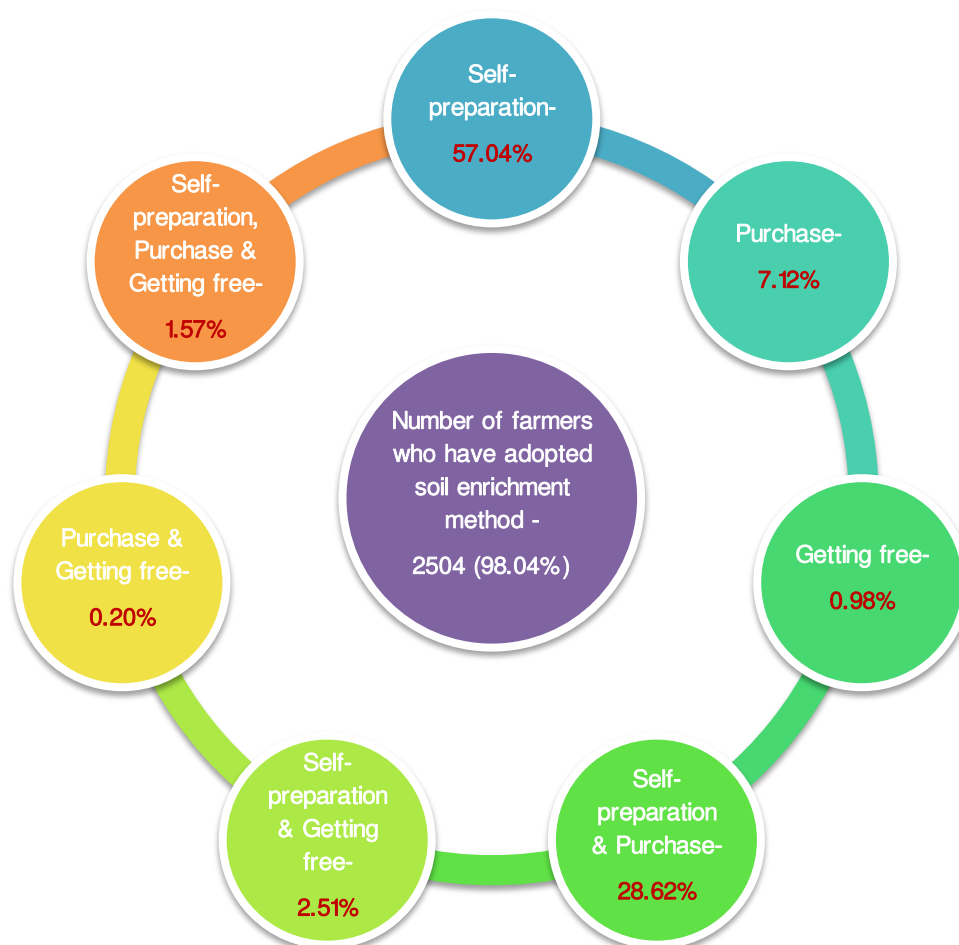 Self-
preparation-
57.04%
Purchase-
7.12%
Getting free-
0.98%
Self-
preparation
& Purchase-
28.62%
Self-
preparation
& Getting
free-
2.51%
Purchase &
Getting free-
0.20%
Self-
preparation,
Purchase &
Getting free-
1.57%
Number of farmers
who have adopted
soil enrichment
method -
2504 (98.04%)